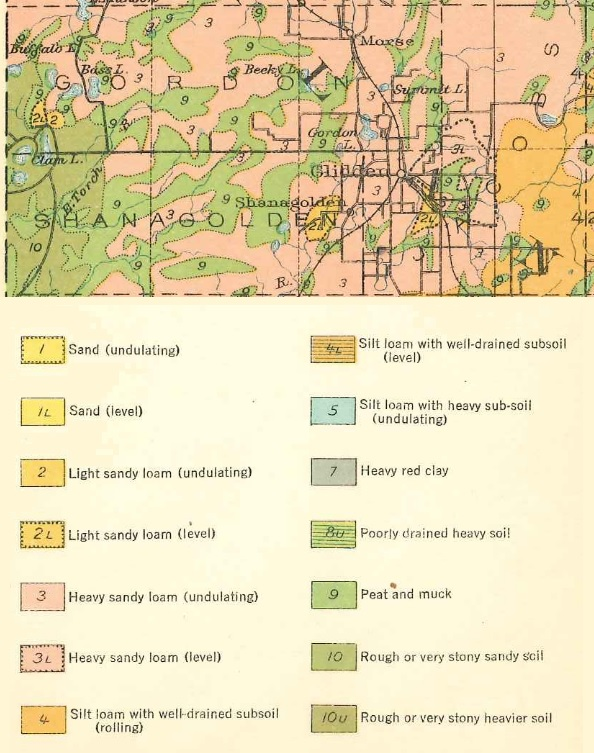 Morse
Buffalo L.
Bass L.
Becky L.
Summit L.
GORDON
Gordon
L.
Clam L.
Glidden
E. Torch
R.
Shanagolden
SHANAGOLDEN
R.
1 Sand (undulating)
1L Sand (level)
2 Light sandy loam (undulating)
2L Light sandy loam (level)
3 Heavy sandy loam (undulating)
3L Heavy sandy loam (level)
4 Silt loam with well-drained subsoil
(rolling)
4L Silt loam with well-drained subsoil
(level)
5 Silt loam with heavy sub-soil
(undulating)
7 Heavy red clay
8u Poorly drained heavy soil
9 Peat and muck
10 Rough or very stony sandy soil
10u Rough or very stony heavier soil